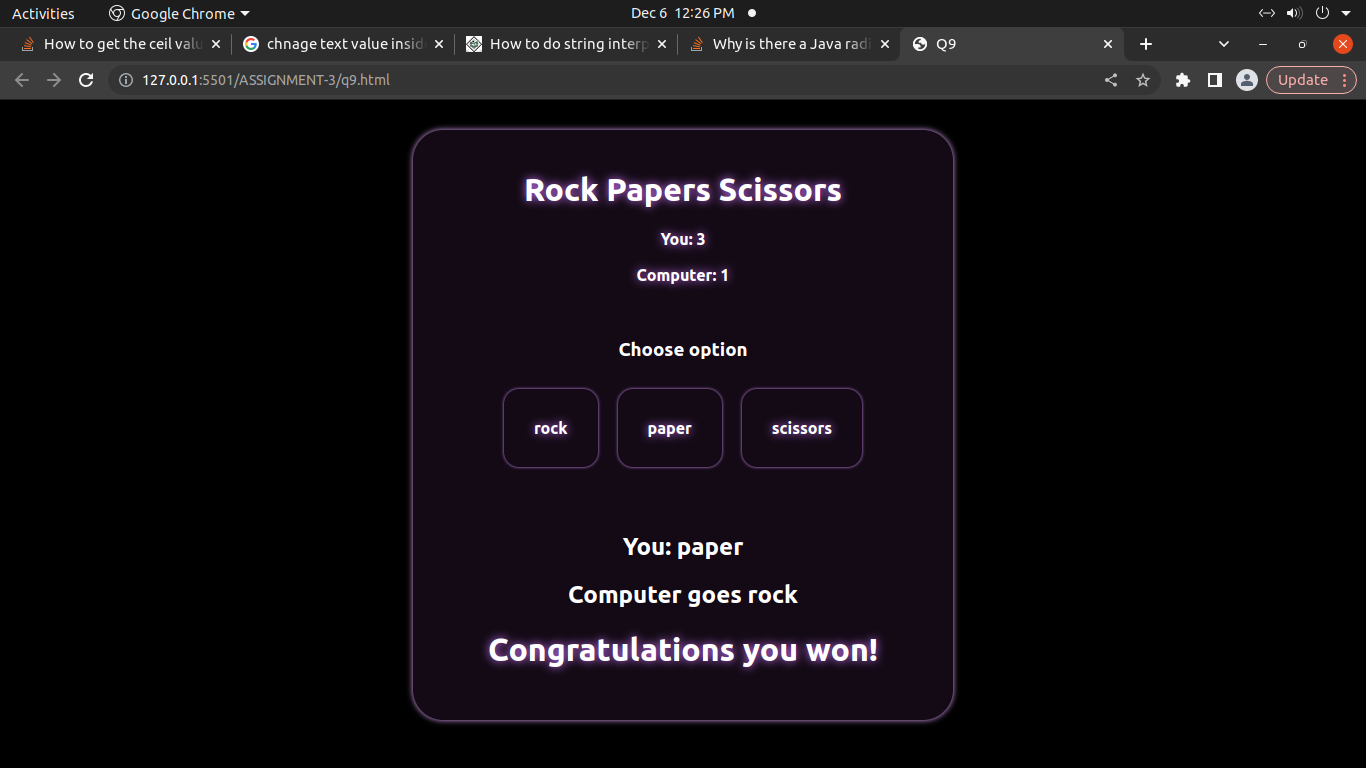 Activities Google Chrome Dec 6 12:26 PM
How to get the ceil valu chnage text value insid How to do string interp Why is there a Java radi Q9
127.0.0.1:5501/ASSIGNMENT-3/q9.html Update
Rock Papers Scissors
You: 3
Computer: 1
Choose option
rock paper scissors
You: paper
Computer goes rock
Congratulations you won!